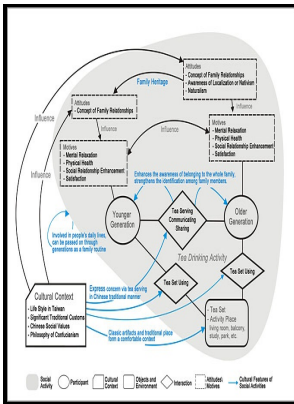 Attitudes
- Concept of Family Relationships
- Awareness of Localization or Nativism
- Naturalism
Family Heritage
Influence
Attitudes
- Concept of Family Relationships
Influence
Influence
Influence
Influence
Motives
- Mental Relaxation
- Physical Health
- Social Relationship Enhancement
- Satisfaction
Motives
- Mental Relaxation
- Physical Health
- Social Relationship Enhancement
- Satisfaction
Enhances the awareness of belonging to the whole family,
strengthens the identification among family members.
Younger
Generation
Tea Serving
Communicating
Sharing
Older
Generation
Involved in people's daily lives,
can be passed on through
generations as a family routine
Tea Drinking Activity
Express concern via tea serving
in Chinese traditional manner
Tea Set Using
Tea Set Using
Cultural Context
- Life Style in Taiwan
- Significant Traditional Customs
- Chinese Social Values
- Philosophy of Confucianism
Classic artifacts and traditional place
form a comfortable context
- Tea Set
- Activity Place
living room, balcony,
study, park, etc.
Social
Activity
Participant
Cultural
Context
Objects and
Environment
Interaction
Attitudes\
Motives
Cultural Features of
Social Activities